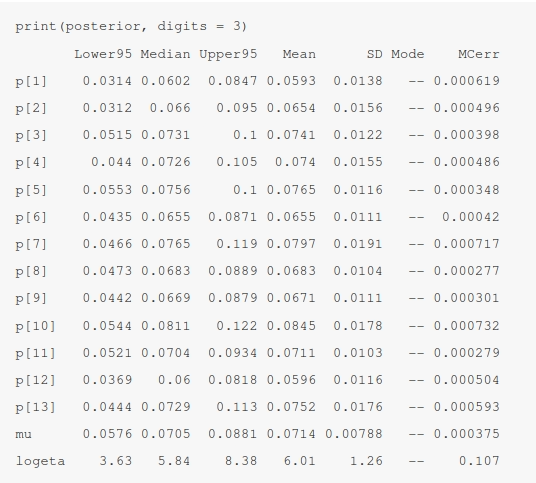 print(posterior, digits = 3)
Lower95 Median Upper95 Mean SD Mode MCerr
p[1] 0.0314 0.0602 0.0847 0.0593 0.0138 -- 0.000619
p[2] 0.0312 0.066 0.095 0.0654 0.0156 -- 0.000496
p[3] 0.0515 0.0731 0.1 0.0741 0.0122 -- 0.000398
p[4] 0.044 0.0726 0.105 0.074 0.0155 -- 0.000486
p[5] 0.0553 0.0756 0.1 0.0765 0.0116 -- 0.000348
p[6] 0.0435 0.0655 0.0871 0.0655 0.0111 -- 0.00042
p[7] 0.0466 0.0765 0.119 0.0797 0.0191 -- 0.000717
p[8] 0.0473 0.0683 0.0889 0.0683 0.0104 -- 0.000277
p[9] 0.0442 0.0669 0.0879 0.0671 0.0111 -- 0.000301
p[10] 0.0544 0.0811 0.122 0.0845 0.0178 -- 0.000732
p[11] 0.0521 0.0704 0.0934 0.0711 0.0103 -- 0.000279
p[12] 0.0369 0.06 0.0818 0.0596 0.0116 -- 0.000504
p[13] 0.0444 0.0729 0.113 0.0752 0.0176 -- 0.000593
mu 0.0576 0.0705 0.0881 0.0714 0.00788 -- 0.000375
logeta 3.63 5.84 8.38 6.01 1.26 -- 0.107